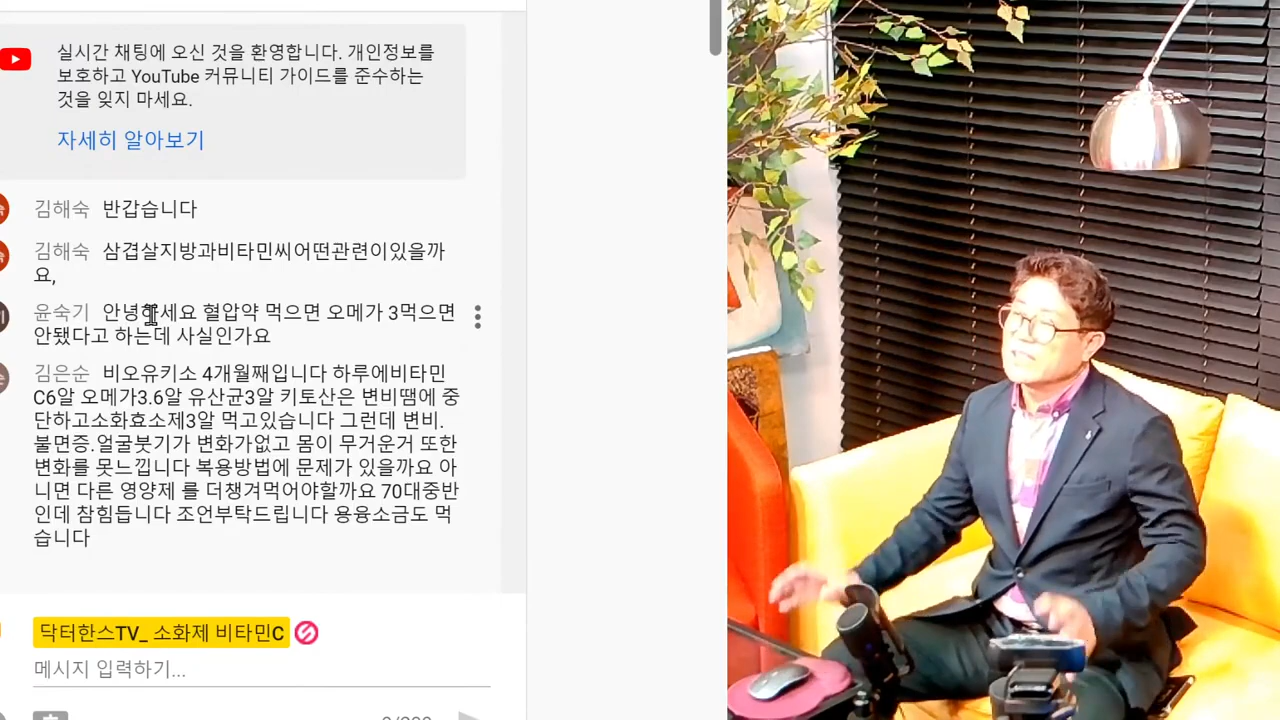 실시간 채팅에 오신 것을 환영합니다. 개인정보를
보호하고 YouTube 커뮤니티 가이드를 준수하는
것을 잊지 마세요.
자세히 알아보기
김해숙 반갑습니다
김해숙 삼겹살지방과비타민씨어떤관련이있을까
요,
윤숙기 안녕하세요 혈압약 먹으면 오메가 3먹으면
안됐다고 하는데 사실인가요
김은순 비오유키소 4개월째입니다 하루에비타민
C6알 오메가3.6알 유산균3알 키토산은 변비땜에 중
단하고소화효소제3알 먹고있습니다 그런데 변비.
불면증.얼굴붓기가 변화가없고 몸이 무거운거 또한
변화를 못느낍니다 복용방법에 문제가 있을까요 아
니면 다른 영양제 를 더챙겨먹어야할까요 70대중반
인데 참힘듭니다 조언부탁드립니다 용융소금도 먹
습니다
닥터한스TV_ 소화제 비타민C
메시지 입력하기...